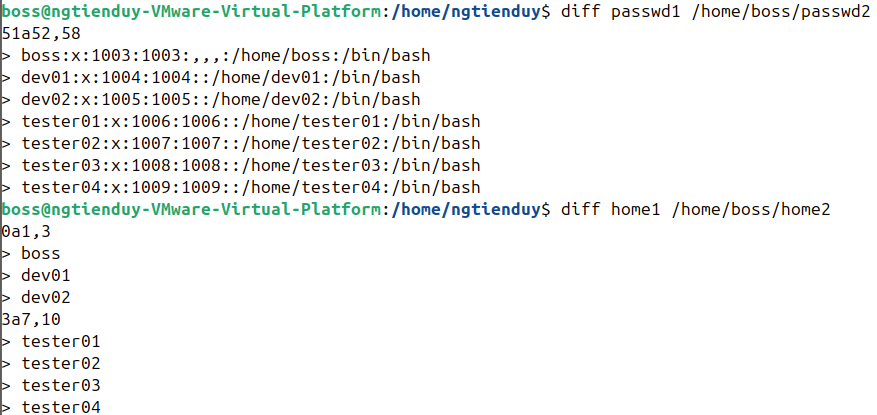 boss@ngtienduy-VMware-Virtual-Platform:/home/ngtienduy$ diff passwd1 /home/boss/passwd2
51a52,58
> boss:x:1003:1003:,,,:/home/boss:/bin/bash
> dev01:x:1004:1004::/home/dev01:/bin/bash
> dev02:x:1005:1005::/home/dev02:/bin/bash
> tester01:x:1006:1006::/home/tester01:/bin/bash
> tester02:x:1007:1007::/home/tester02:/bin/bash
> tester03:x:1008:1008::/home/tester03:/bin/bash
> tester04:x:1009:1009::/home/tester04:/bin/bash
boss@ngtienduy-VMware-Virtual-Platform:/home/ngtienduy$ diff home1 /home/boss/home2
0a1,3
> boss
> dev01
> dev02
3a7,10
> tester01
> tester02
> tester03
> tester04